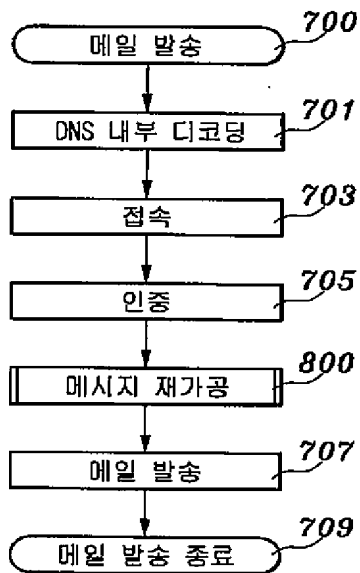 메일 발송 700
DNS 내부 디코딩 701
접속 703
인중 705
메시지 재가공 800
메일 발송 707
메일 발송 종료 709